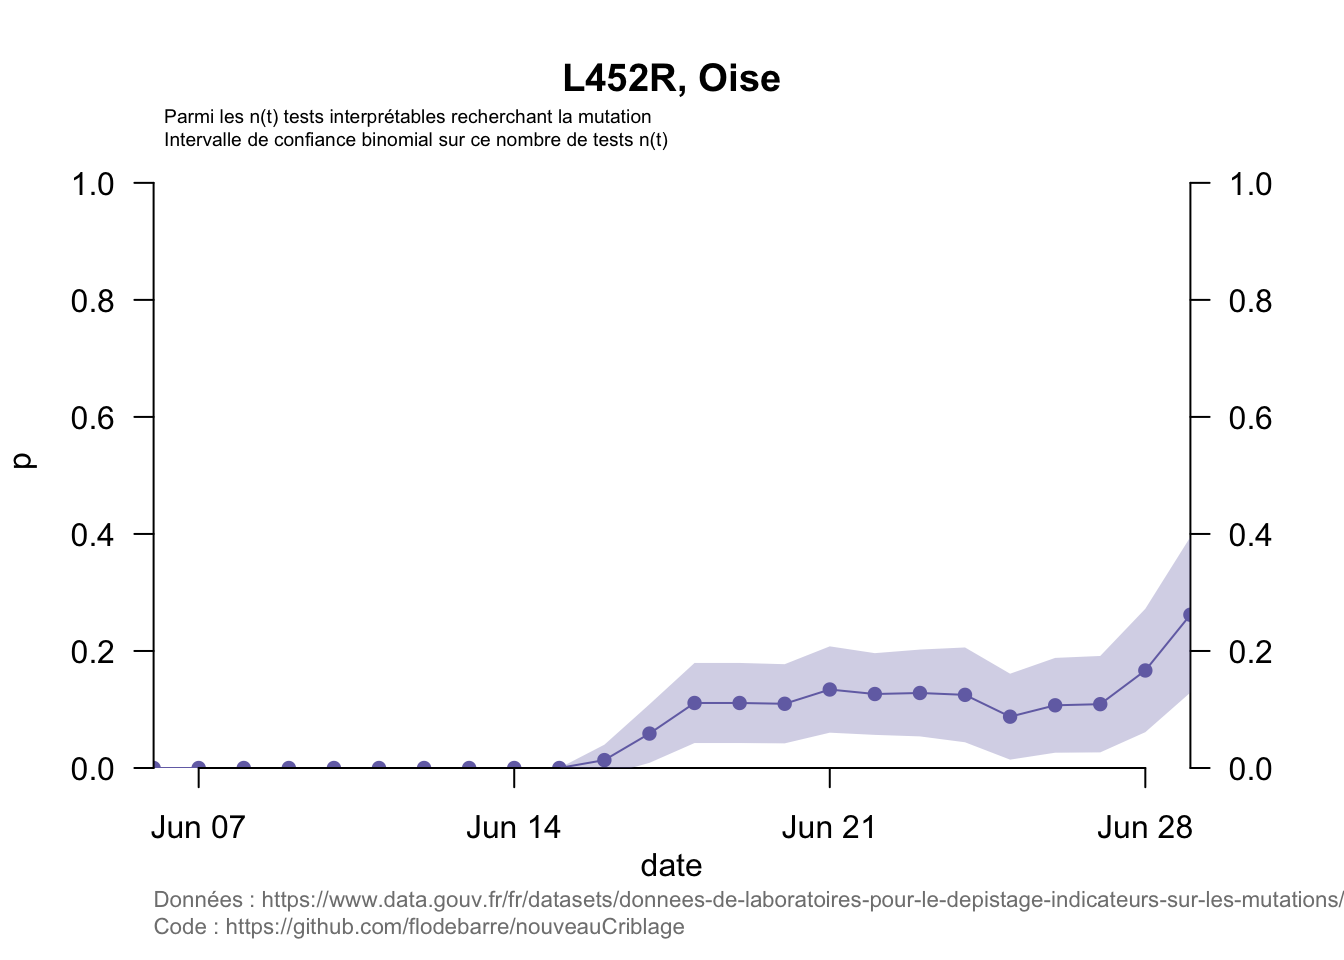 L452R, Oise
Parmi les n(t) tests interprétables recherchant la mutation
Intervalle de confiance binomial sur ce nombre de tests n(t)
1.0
0.8
0.6
0.4
0.2
0.0
p
1.0
0.8
0.6
0.4
0.2
0.0
Jun 07
Jun 14
Jun 21
Jun 28
date
Données : https://www.data.gouv.fr/fr/datasets/donnees-de-laboratoires-pour-le-depistage-indicateurs-sur-les-mutations/
Code : https://github.com/flodebarre/nouveauCriblage